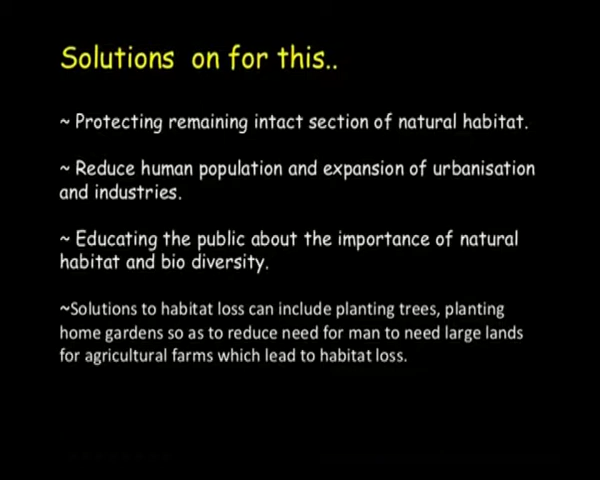 Solutions  on for this..
~ Protecting remaining intact section of natural habitat.
~ Reduce human population and expansion of urbanisation
and industries.
~ Educating the public about the importance of natural
habitat and bio diversity.
~Solutions to habitat loss can include planting trees, planting
home gardens so as to reduce need for man to need large lands
for agricultural farms which lead to habitat loss.